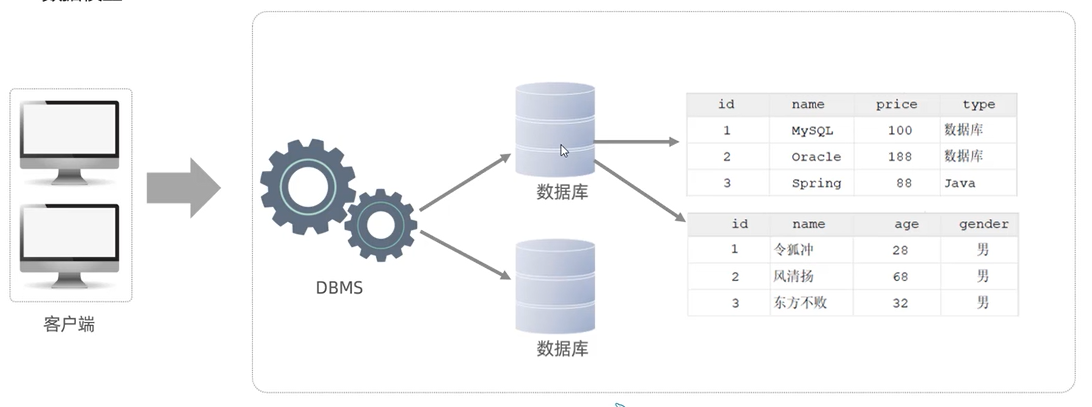 客户端
DBMS
数据库
数据库
id name price type
1 MySQL 100 数据库
2 Oracle 188 数据库
3 Spring 88 Java
id name age gender
1 令狐冲 28 男
2 风清扬 68 男
3 东方不败 32 男